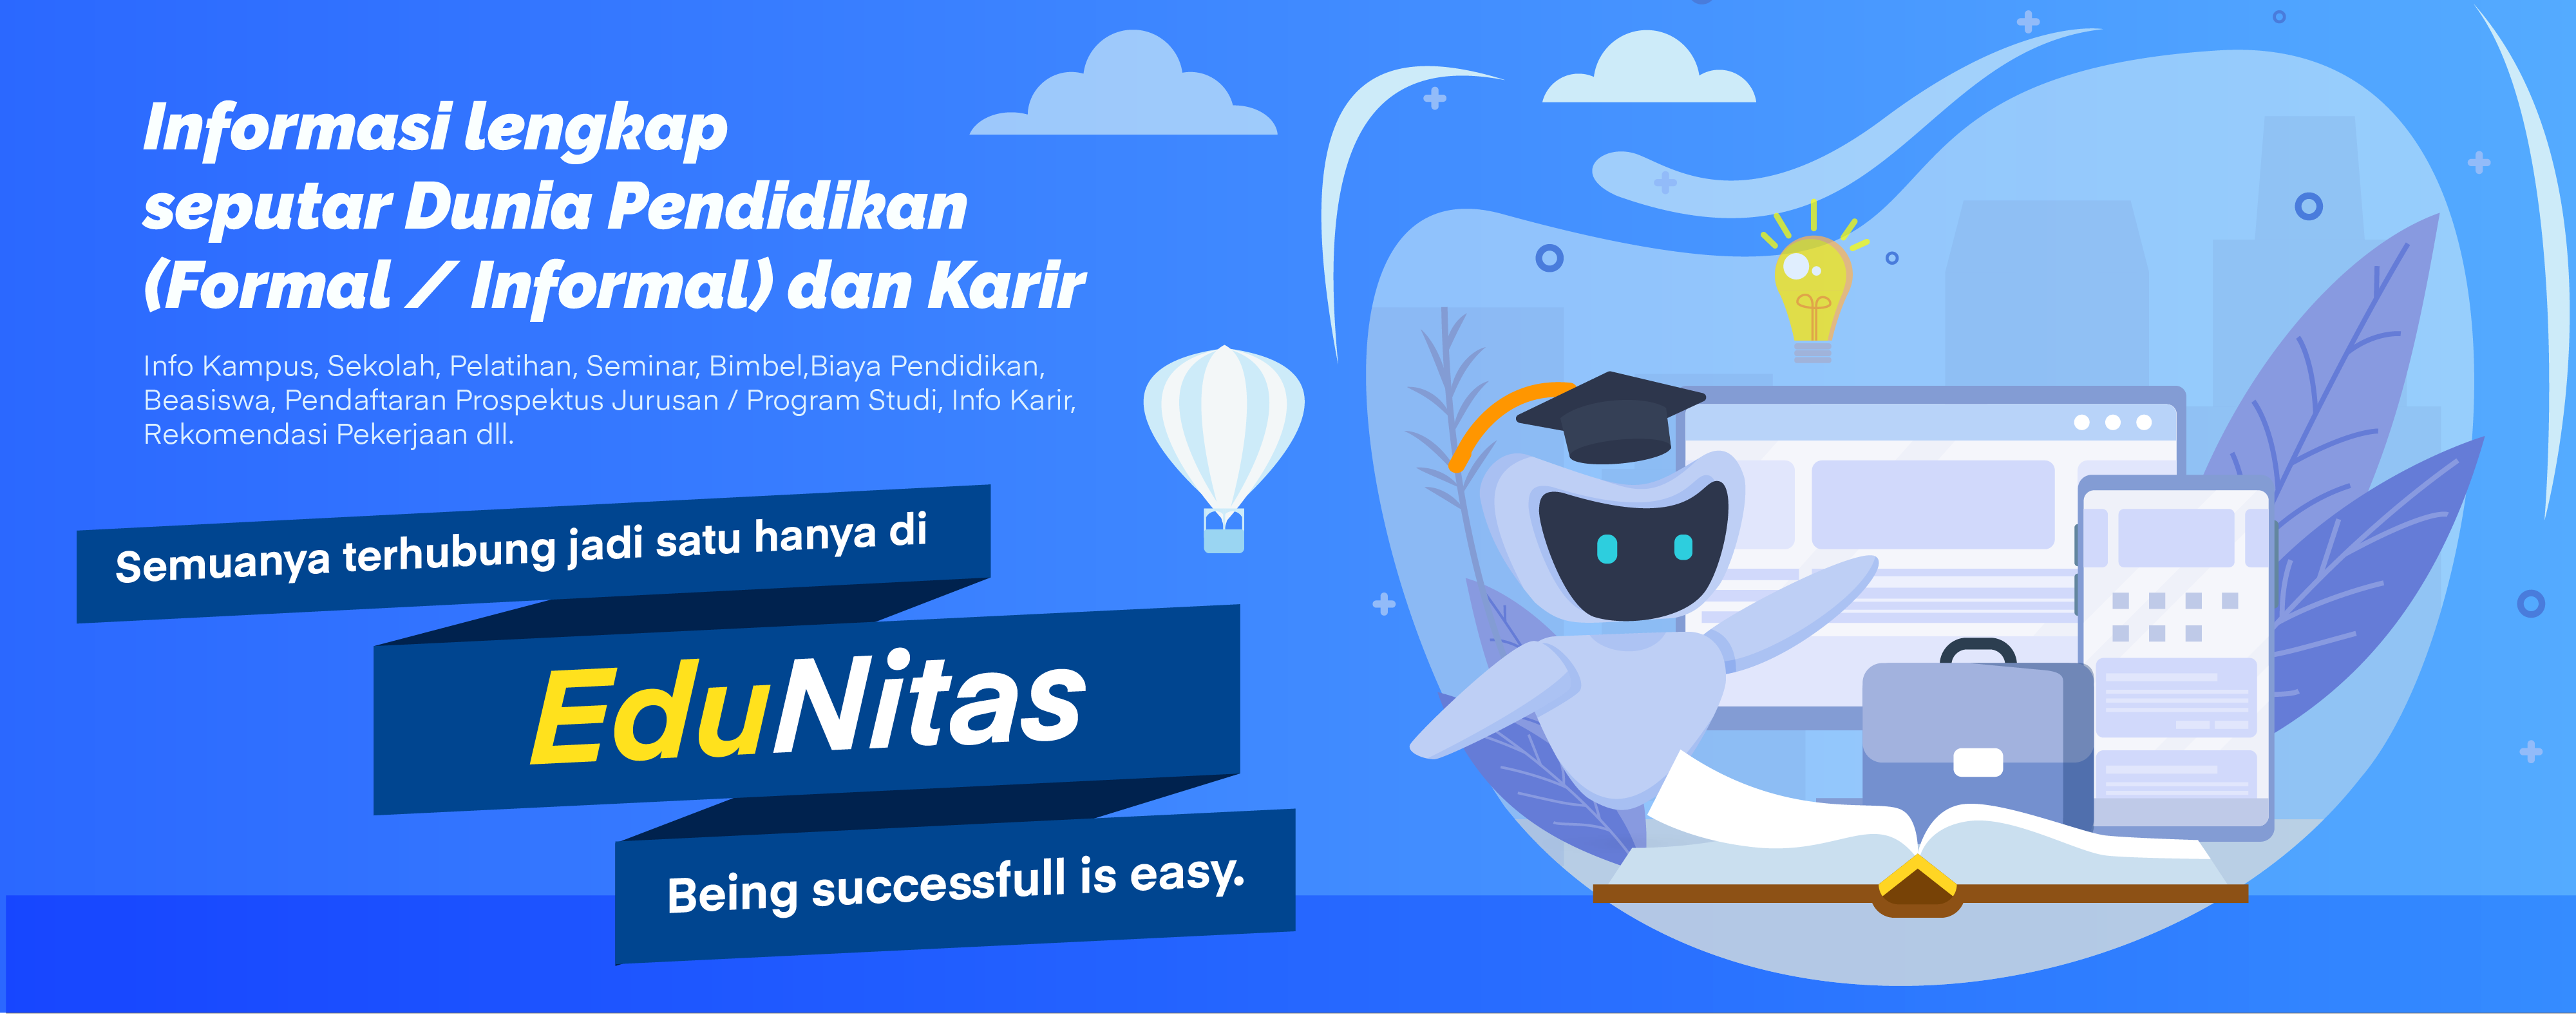 Informasi lengkap
seputar Dunia Pendidikan
(Formal / Informal) dan Karir
Info Kampus, Sekolah, Pelatihan, Seminar, Bimbel,Biaya Pendidikan,
Beasiswa, Pendaftaran Prospektus Jurusan / Program Studi, Info Karir,
Rekomendasi Pekerjaan dll.
Semuanya terhubung jadi satu hanya di
EduNitas
Being successfull is easy.